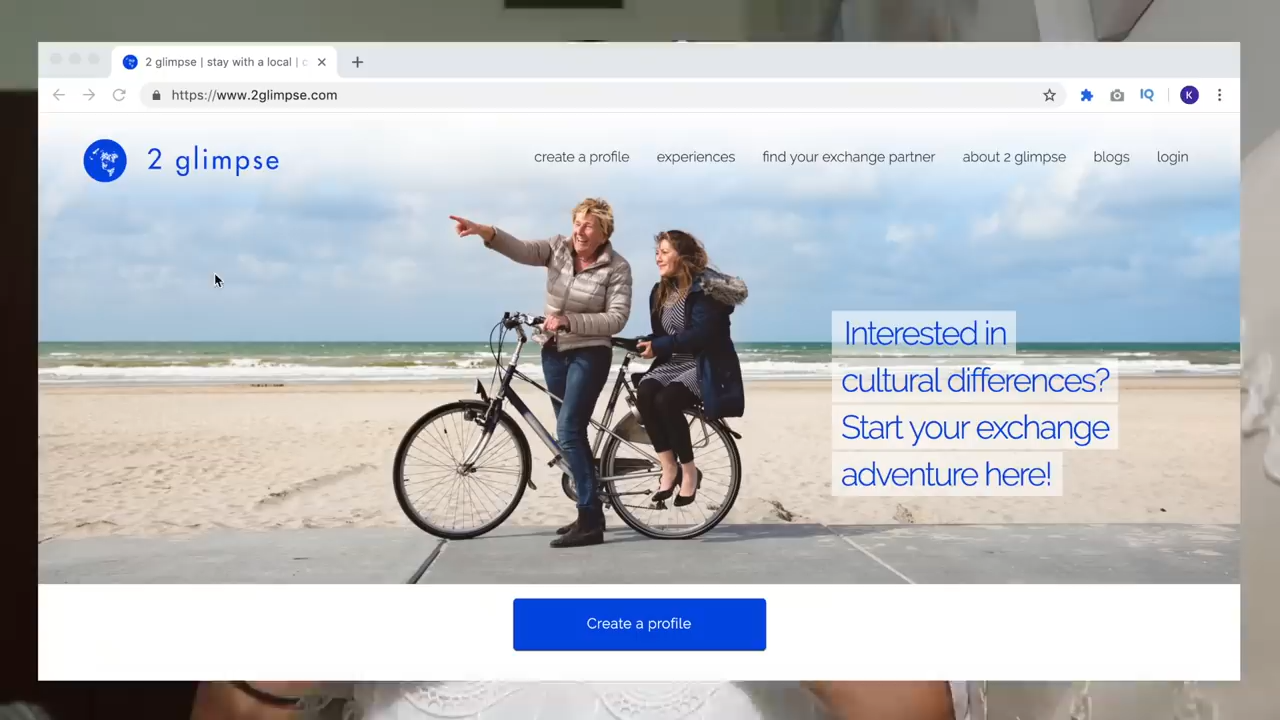 2 glimpse | stay with a local | c
https://www.2glimpse.com
IQ
K
2 glimpse
create a profile
experiences
find your exchange partner
about 2 glimpse
blogs
login
Interested in
cultural differences?
Start your exchange
adventure here!
Create a profile